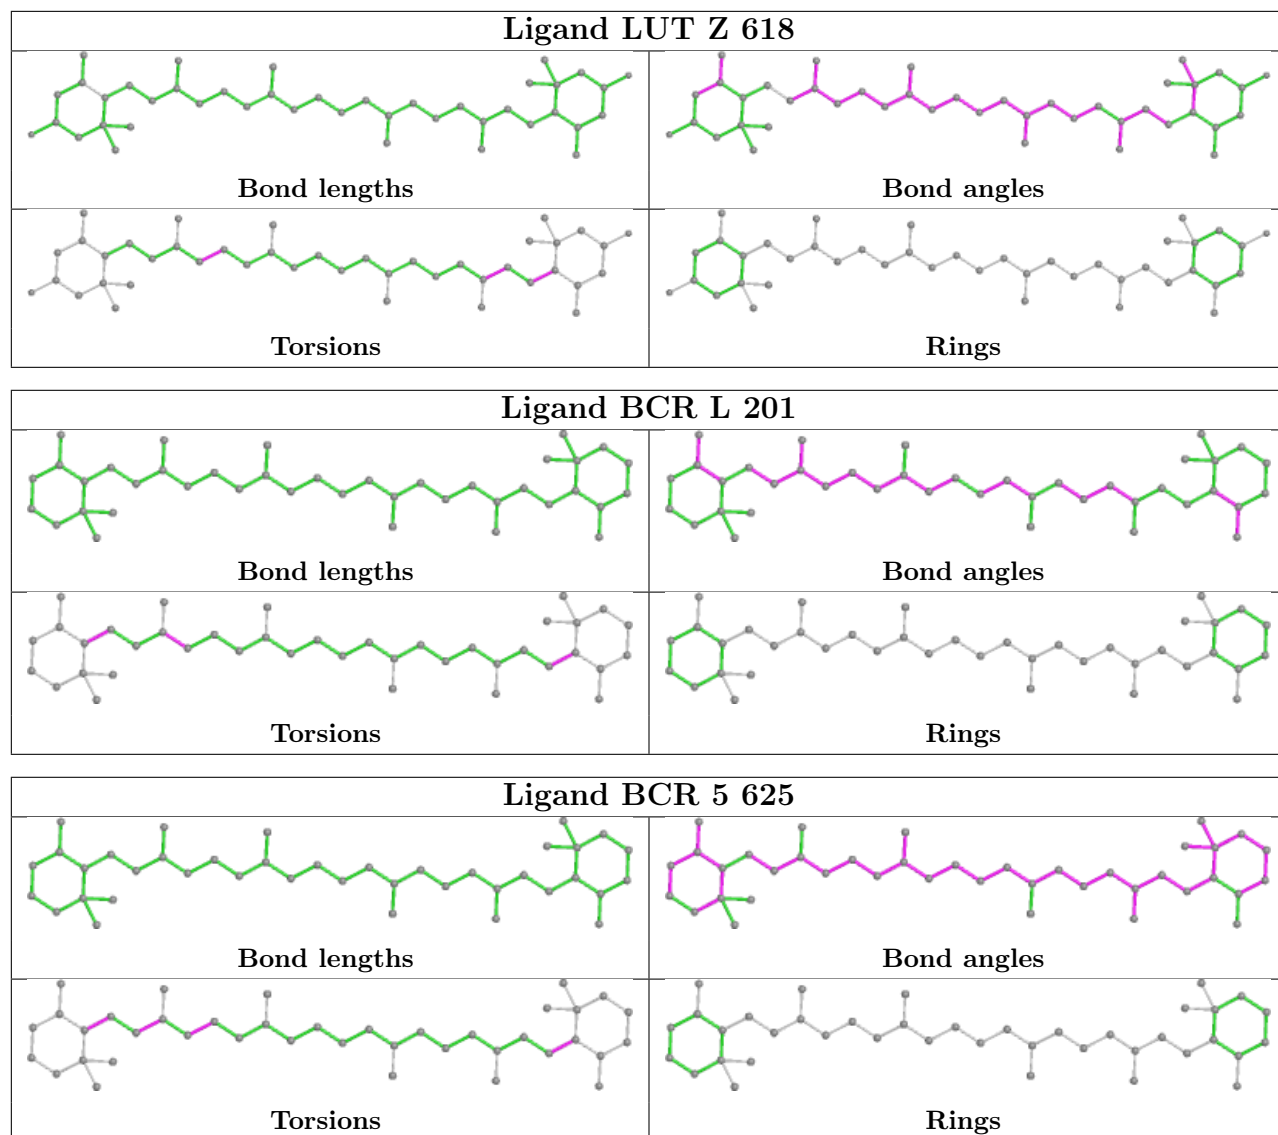 Ligand LUT Z 618
Bond lengths
Bond angles
Torsions
Rings
Ligand BCR L 201
Bond lengths
Bond angles
Torsions
Rings
Ligand BCR 5 625
Bond lengths
Bond angles
Torsions
Rings